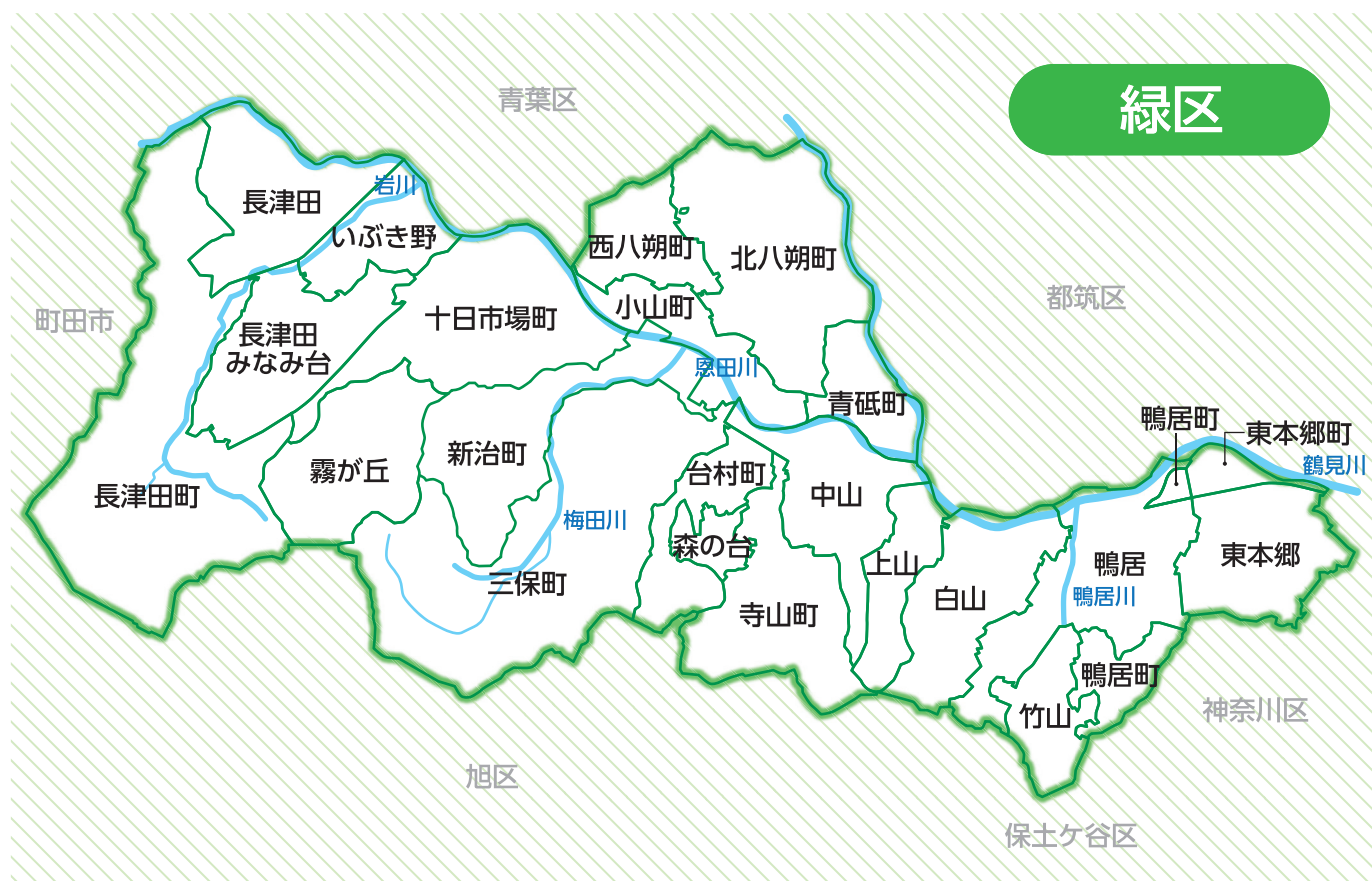 緑区
青葉区
岩川
長津田
いぶき野
西八朔町
北八朔町
町田市
都筑区
小山町
十日市場町
長津田
みなみ台
恩田川
青砥町
鴨居町
東本郷町
鶴見川
新治町
霧が丘
台村町
中山
長津田町
梅田川
森の台
上山
鴨居
東本郷
三保町
白山
鴨居川
寺山町
鴨居町
竹山
神奈川区
旭区
保土ケ谷区